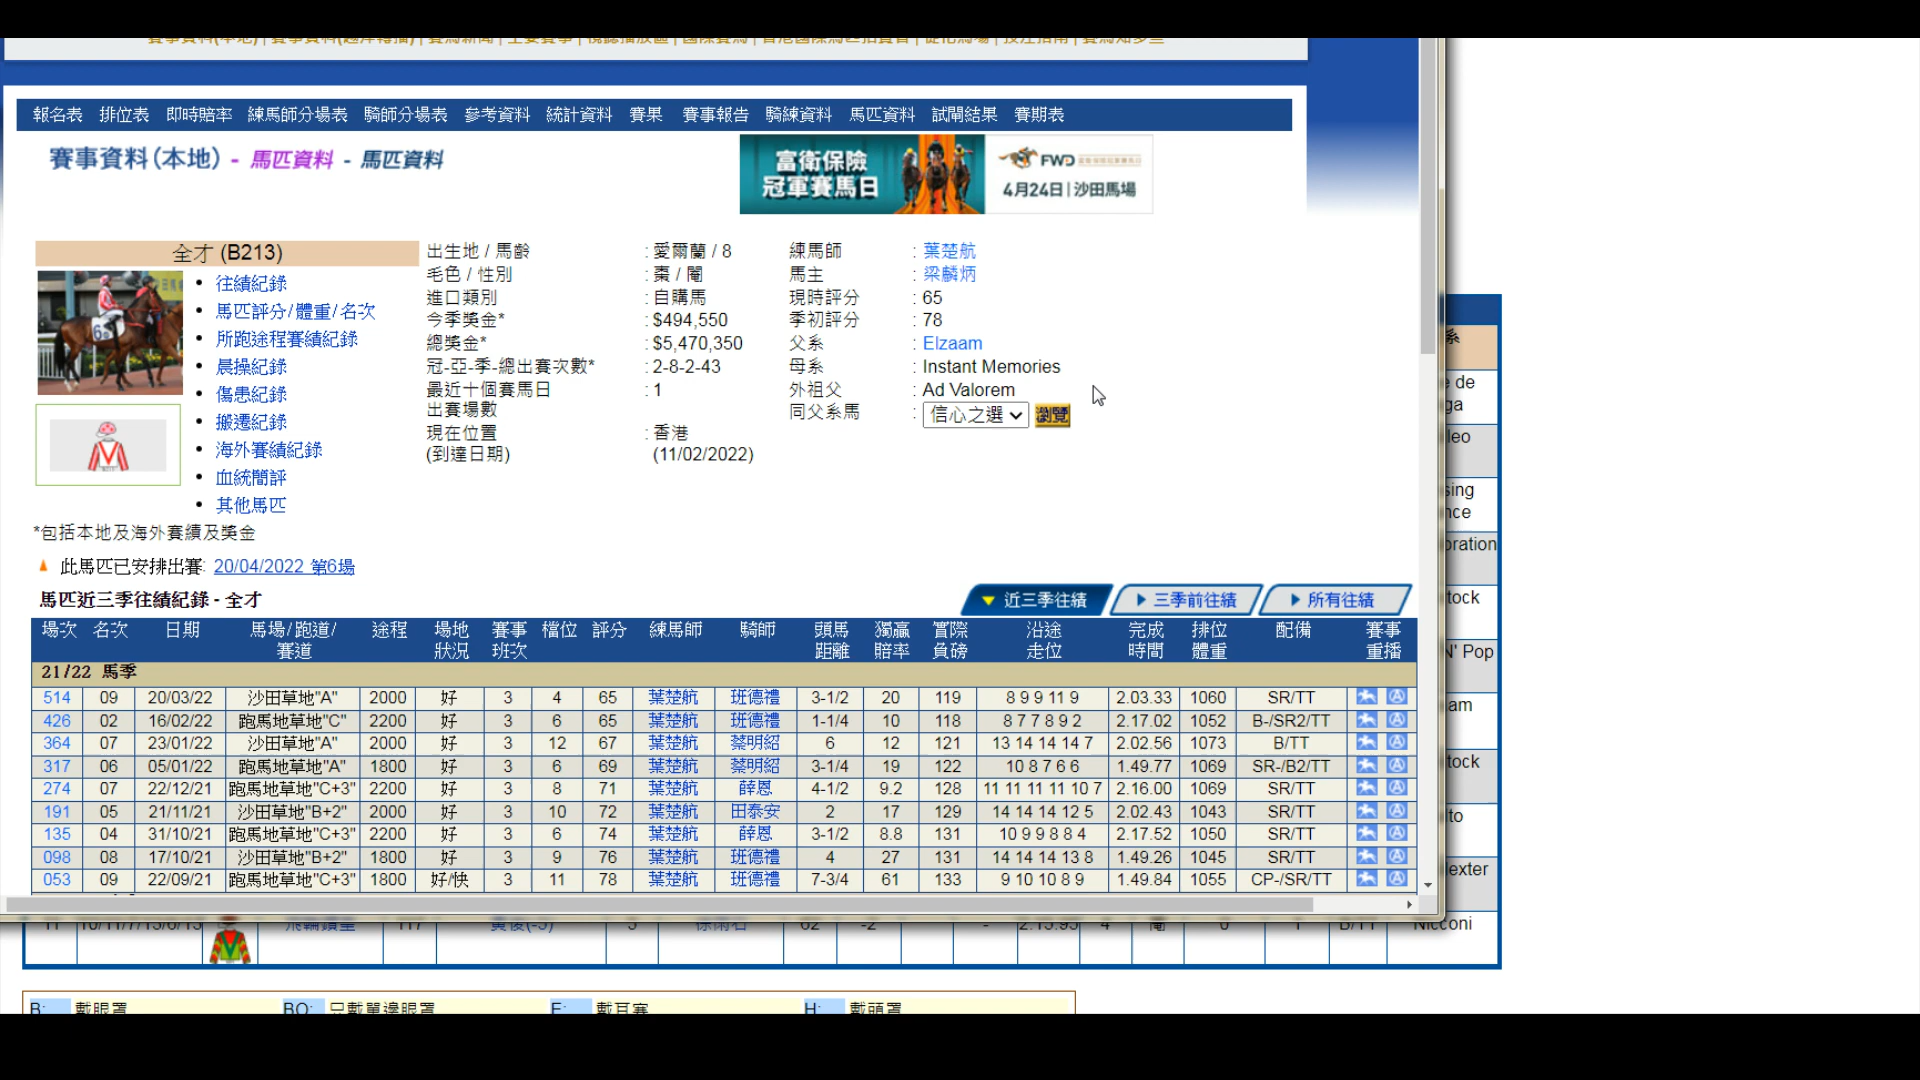 報名表 排位表 即時賠率 練馬師分場表 騎師分場表 參考資料 統計資料 賽果 賽事報告 騎練資料 馬匹資料 試閘結果 賽期表
賽事資料(本地) - 馬匹資料 - 馬匹資料
富衛保險
冠軍賽馬日
FWD
4月24日|沙田馬場
全才 (B213)
往績紀錄
馬匹評分/體重/名次
所跑途程賽績紀錄
晨操紀錄
傷患紀錄
搬遷紀錄
海外賽績紀錄
血統簡評
其他馬匹
出生地 / 馬齡 : 愛爾蘭 / 8
毛色 / 性別 : 棗 / 閹
進口類別 : 自購馬
今季獎金* : $494,550
總獎金* : $5,470,350
冠-亞-季-總出賽次數* : 2-8-2-43
最近十個賽馬日 : 1
出賽場數
現在位置 : 香港
(到達日期) (11/02/2022)
練馬師 : 葉楚航
馬主 : 梁麟炳
現時評分 : 65
季初評分 : 78
父系 : Elzaam
母系 : Instant Memories
外祖父 : Ad Valorem
同父系馬 : 信心之選 瀏覽
*包括本地及海外賽績及獎金
此馬匹已安排出賽: 20/04/2022 第6場
馬匹近三季往績紀錄 - 全才
近三季往績 三季前往績 所有往績
場次 名次 日期 馬場/跑道/賽道 途程 場地狀況 賽事班次 檔位 評分 練馬師 騎師 頭馬距離 獨贏賠率 實際負磅 沿途走位 完成時間 排位體重 配備 賽事重播
21/22 馬季
514 09 20/03/22 沙田草地"A" 2000 好 3 4 65 葉楚航 班德禮 3-1/2 20 119 8 9 9 11 9 2.03.33 1060 SR/TT
426 02 16/02/22 跑馬地草地"C" 2200 好 3 6 65 葉楚航 班德禮 1-1/4 10 118 8 7 7 8 9 2 2.17.02 1052 B-/SR2/TT
364 07 23/01/22 沙田草地"A" 2000 好 3 12 67 葉楚航 蔡明紹 6 12 121 13 14 14 14 7 2.02.56 1073 B/TT
317 06 05/01/22 跑馬地草地"A" 1800 好 3 6 69 葉楚航 蔡明紹 3-1/4 19 122 10 8 7 6 6 1.49.77 1069 SR-/B2/TT
274 07 22/12/21 跑馬地草地"C+3" 2200 好 3 8 71 葉楚航 薛恩 4-1/2 9.2 128 11 11 11 11 10 7 2.16.00 1069 SR/TT
191 05 21/11/21 沙田草地"B+2" 2000 好 3 10 72 葉楚航 田泰安 2 17 129 14 14 14 12 5 2.02.43 1043 SR/TT
135 04 31/10/21 跑馬地草地"C+3" 2200 好 3 6 74 葉楚航 薛恩 3-1/2 8.8 131 10 9 9 8 8 4 2.17.52 1050 SR/TT
098 08 17/10/21 沙田草地"B+2" 1800 好 3 9 76 葉楚航 班德禮 4 27 131 14 14 14 13 8 1.49.26 1045 SR/TT
053 09 22/09/21 跑馬地草地"C+3" 1800 好/快 3 11 78 葉楚航 班德禮 7-3/4 61 133 9 10 10 8 9 1.49.84 1055 CP-/SR/TT
系
e de
ga
leo
sing
nce
oration
tock
N' Pop
am
tock
to
exter
Nicconi
B: 戴眼罩 BO: 只戴單邊眼罩 E: 戴耳塞 H: 戴頭罩